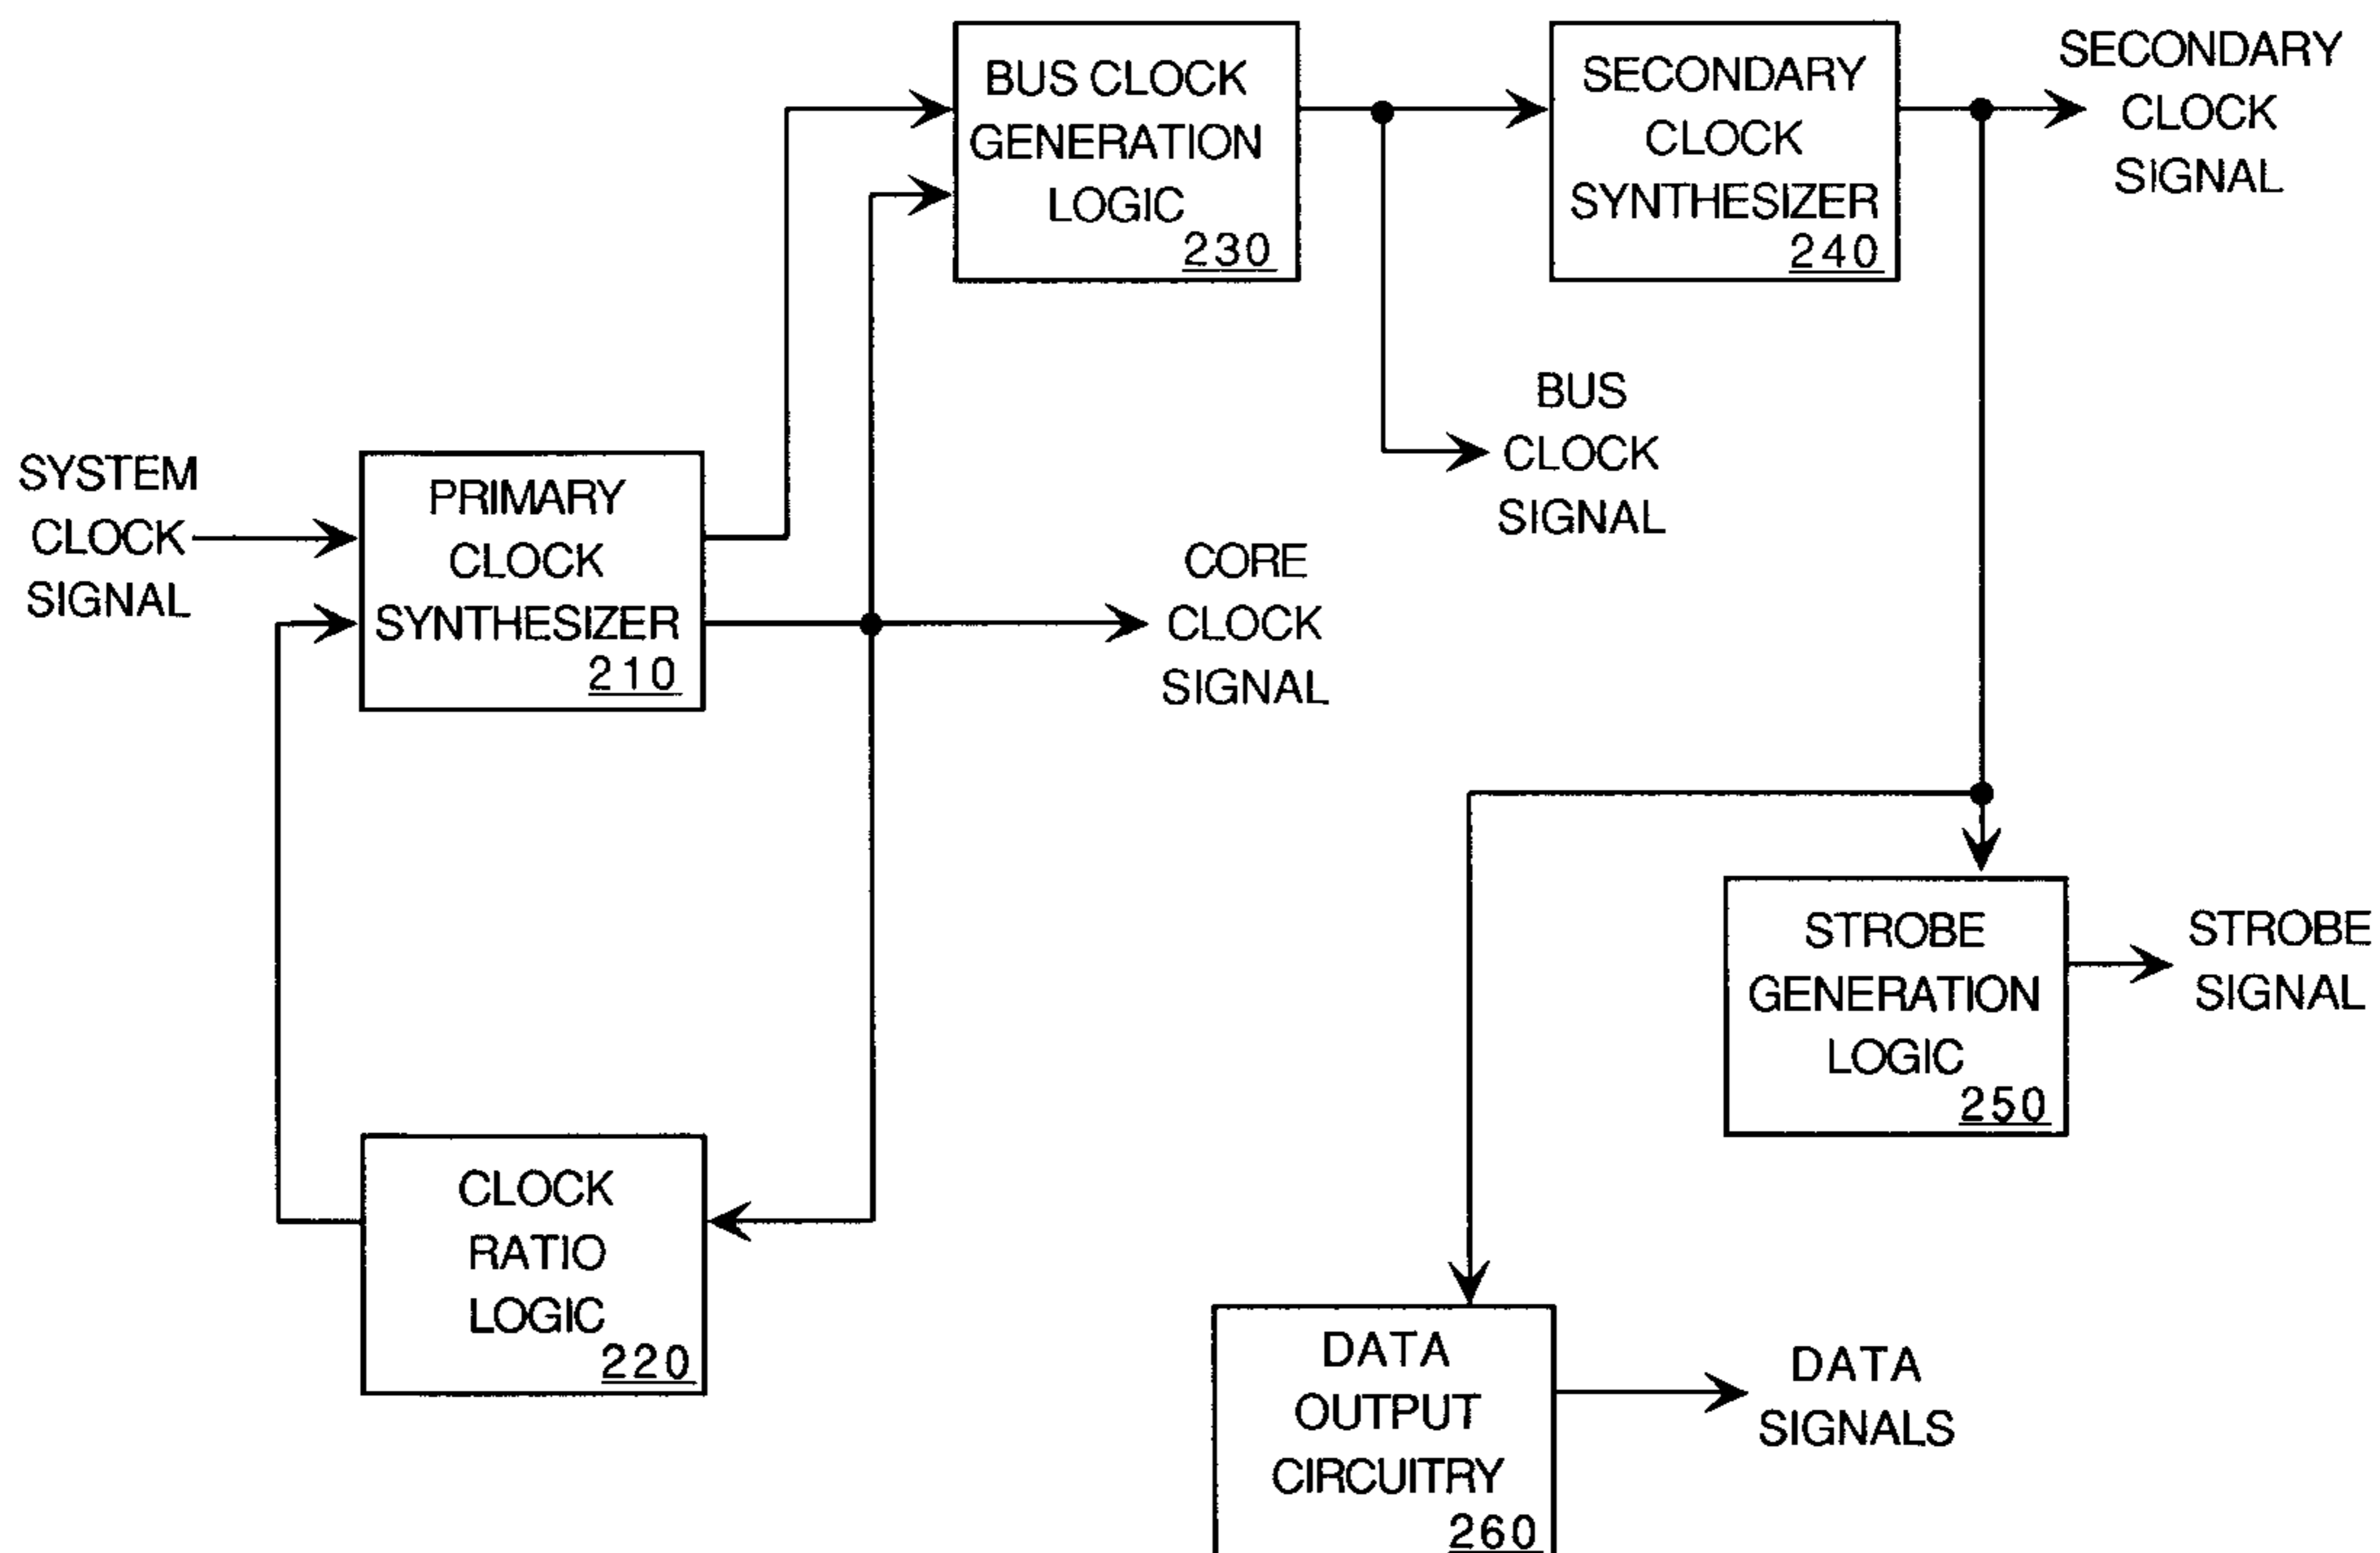 BUS CLOCK
GENERATION
LOGIC
230
SECONDARY
CLOCK
SYNTHESIZER
240
SECONDARY
CLOCK
SIGNAL
BUS
CLOCK
SIGNAL
SYSTEM
CLOCK
SIGNAL
PRIMARY
CLOCK
SYNTHESIZER
210
CORE
CLOCK
SIGNAL
STROBE
GENERATION
LOGIC
250
STROBE
SIGNAL
CLOCK
RATIO
LOGIC
220
DATA
OUTPUT
CIRCUITRY
260
DATA
SIGNALS